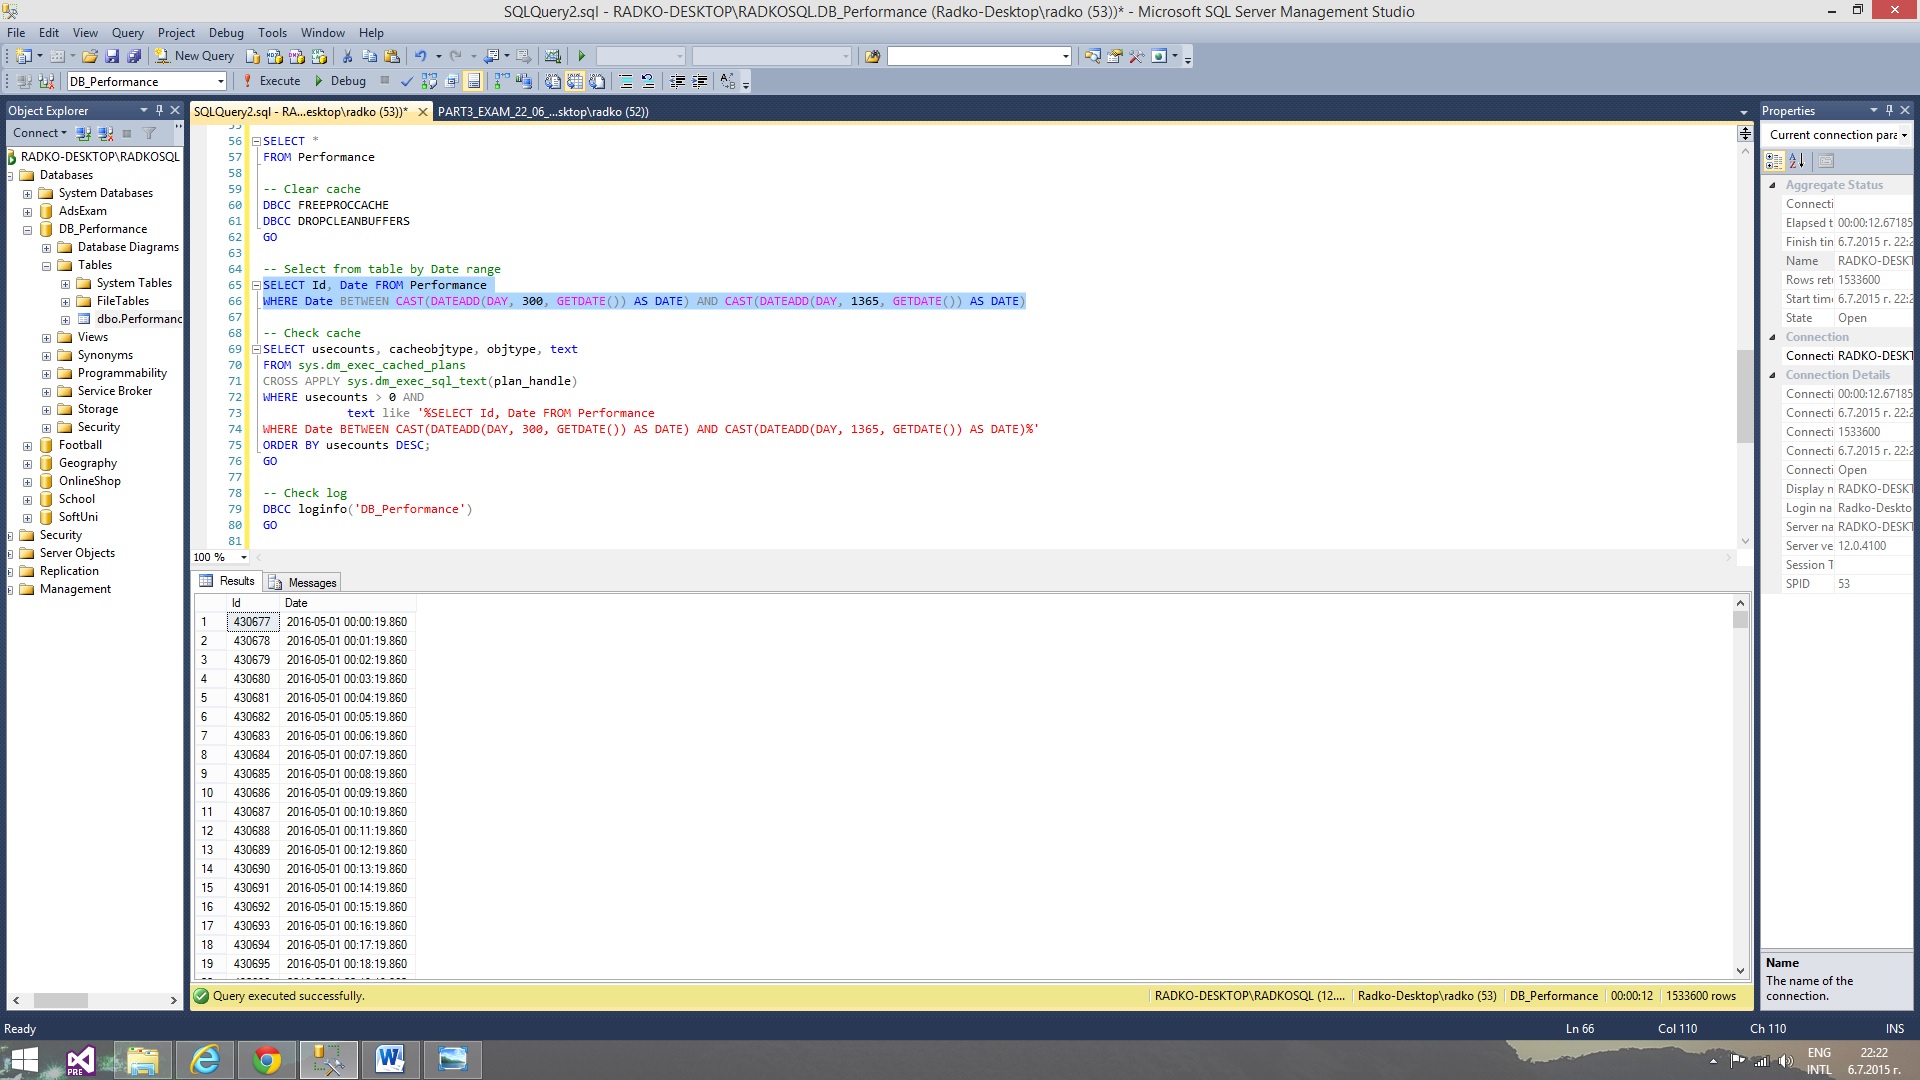 SQLQuery2.sql - RADKO-DESKTOP\RADKOSQL.DB_Performance (Radko-Desktop\radko (53))* - Microsoft SQL Server Management Studio
File Edit View Query Project Debug Tools Window Help
New Query
DB_Performance Execute Debug
Object Explorer
Connect
RADKO-DESKTOP\RADKOSQL
Databases
System Databases
AdsExam
DB_Performance
Database Diagrams
Tables
System Tables
FileTables
dbo.Performanc
Views
Synonyms
Programmability
Service Broker
Storage
Security
Football
Geography
OnlineShop
School
SoftUni
Security
Server Objects
Replication
Management
SQLQuery2.sql - RA...esktop\radko (53))* PART3_EXAM_22_06_...sktop\radko (52))
55
56 SELECT *
57 FROM Performance
58
59 -- Clear cache
60 DBCC FREEPROCCACHE
61 DBCC DROPCLEANBUFFERS
62 GO
63
64 -- Select from table by Date range
65 SELECT Id, Date FROM Performance
66 WHERE Date BETWEEN CAST(DATEADD(DAY, 300, GETDATE()) AS DATE) AND CAST(DATEADD(DAY, 1365, GETDATE()) AS DATE)
67
68 -- Check cache
69 SELECT usecounts, cacheobjtype, objtype, text
70 FROM sys.dm_exec_cached_plans
71 CROSS APPLY sys.dm_exec_sql_text(plan_handle)
72 WHERE usecounts > 0 AND
73 text like '%SELECT Id, Date FROM Performance
74 WHERE Date BETWEEN CAST(DATEADD(DAY, 300, GETDATE()) AS DATE) AND CAST(DATEADD(DAY, 1365, GETDATE()) AS DATE)%'
75 ORDER BY usecounts DESC;
76 GO
77
78 -- Check log
79 DBCC loginfo('DB_Performance')
80 GO
81
100 %
Results Messages
Id Date
1 430677 2016-05-01 00:00:19.860
2 430678 2016-05-01 00:01:19.860
3 430679 2016-05-01 00:02:19.860
4 430680 2016-05-01 00:03:19.860
5 430681 2016-05-01 00:04:19.860
6 430682 2016-05-01 00:05:19.860
7 430683 2016-05-01 00:06:19.860
8 430684 2016-05-01 00:07:19.860
9 430685 2016-05-01 00:08:19.860
10 430686 2016-05-01 00:09:19.860
11 430687 2016-05-01 00:10:19.860
12 430688 2016-05-01 00:11:19.860
13 430689 2016-05-01 00:12:19.860
14 430690 2016-05-01 00:13:19.860
15 430691 2016-05-01 00:14:19.860
16 430692 2016-05-01 00:15:19.860
17 430693 2016-05-01 00:16:19.860
18 430694 2016-05-01 00:17:19.860
19 430695 2016-05-01 00:18:19.860
Query executed successfully. RADKO-DESKTOP\RADKOSQL (12.... Radko-Desktop\radko (53) DB_Performance 00:00:12 1533600 rows
Properties
Current connection para
Aggregate Status
Connecti
Elapsed t 00:00:12.67185
Finish tin 6.7.2015 г. 22:2
Name RADKO-DESK
Rows ret 1533600
Start time 6.7.2015 г. 22:2
State Open
Connection
Connecti RADKO-DESKT
Connection Details
Connecti 00:00:12.67185
Connecti 6.7.2015 г. 22:2
Connecti 1533600
Connecti 6.7.2015 г. 22:2
Connecti Open
Display n RADKO-DESKT
Login na Radko-Deskto
Server na RADKO-DESKT
Server ve 12.0.4100
Session T
SPID 53
Name
The name of the
connection.
Ready Ln 66 Col 110 Ch 110 INS
PRE
ENG
INTL
22:22
6.7.2015 г.